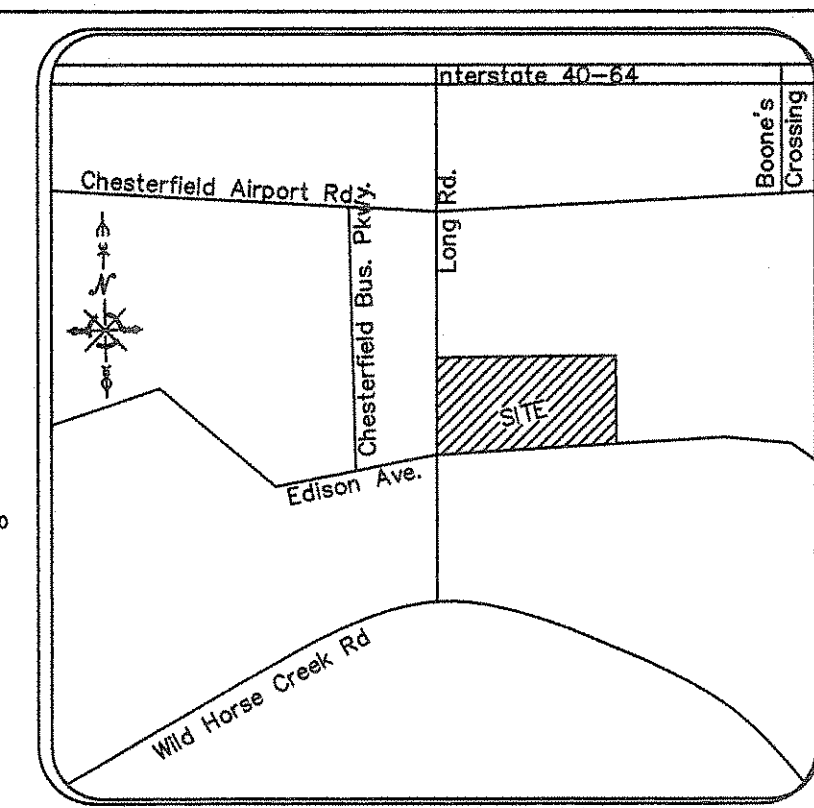 Interstate 40-64
Boone's
Crossing
Chesterfield Airport Rd.
Long Rd.
Chesterfield Bus. Pkwy.
N
SITE
Edison Ave.
Wild Horse Creek Rd